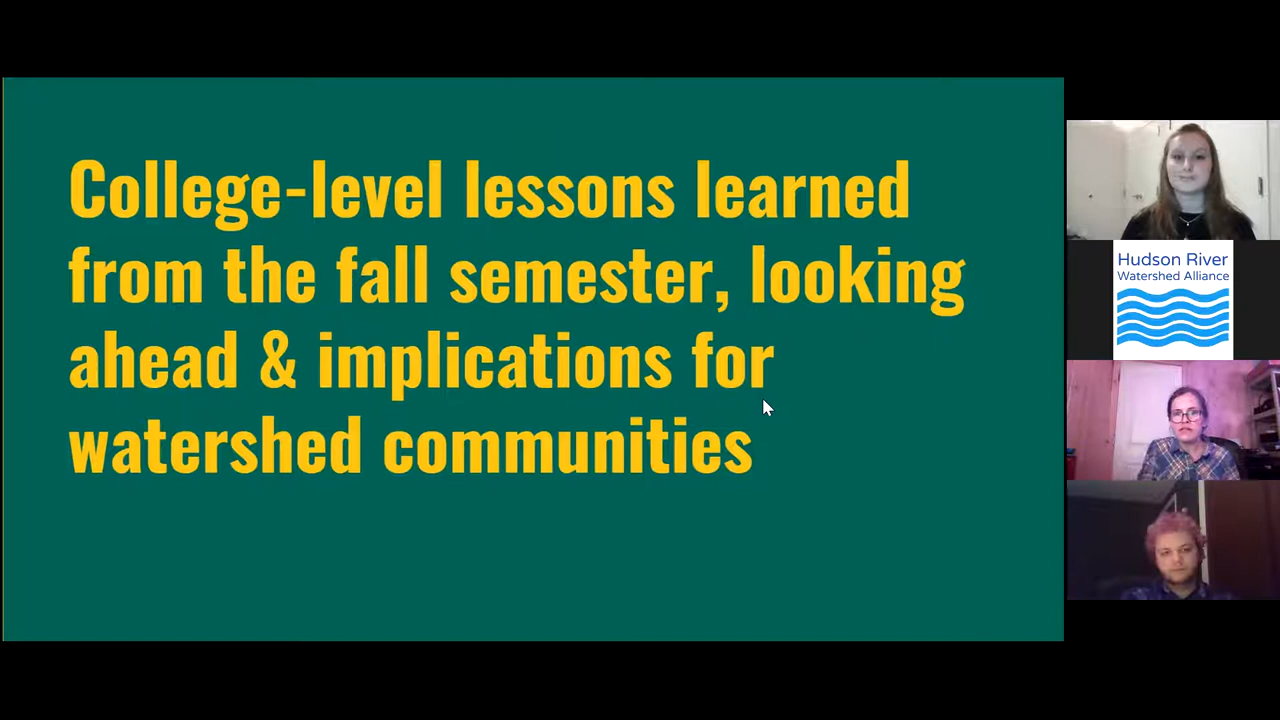 College-level lessons learned
from the fall semester, looking
ahead & implications for
watershed communities
Hudson River
Watershed Alliance